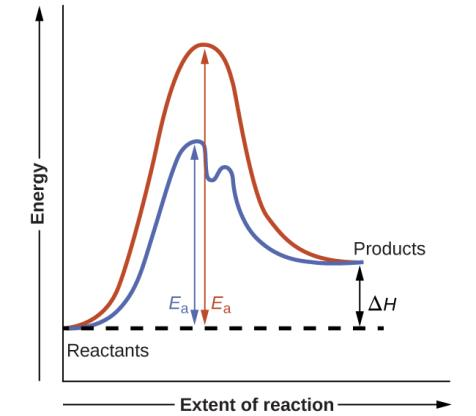 Energy
Products
Eₐ
Eₐ
ΔH
Reactants
Extent of reaction